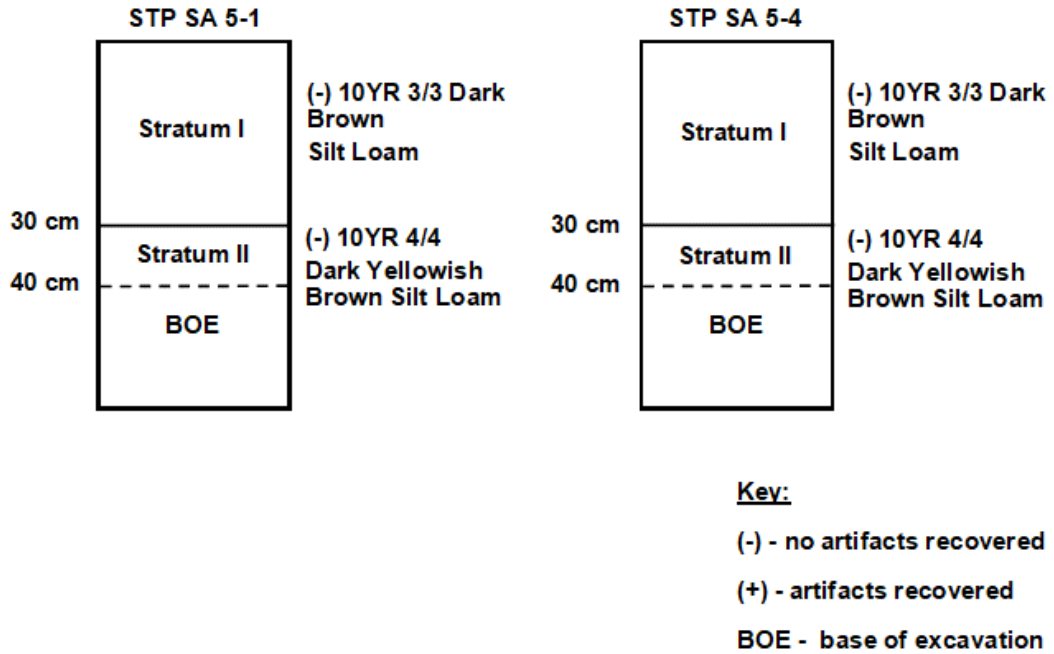 STP SA 5-1
Stratum I
(-) 10YR 3/3 Dark
Brown
Silt Loam
30 cm
Stratum II
(-) 10YR 4/4
Dark Yellowish
Brown Silt Loam
40 cm
BOE
STP SA 5-4
Stratum I
(-) 10YR 3/3 Dark
Brown
Silt Loam
30 cm
Stratum II
(-) 10YR 4/4
Dark Yellowish
Brown Silt Loam
40 cm
BOE
Key:
(-) - no artifacts recovered
(+) - artifacts recovered
BOE - base of excavation